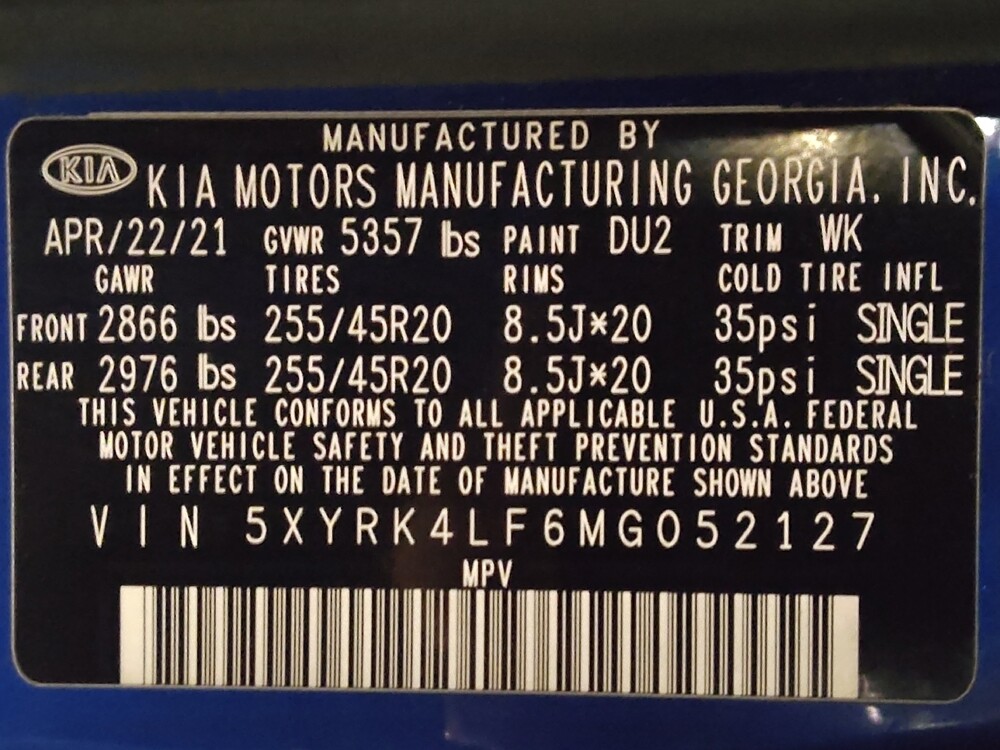 MANUFACTURED BY
KIA KIA MOTORS MANUFACTURING GEORGIA, INC.
APR/22/21 GVWR 5357 lbs PAINT DU2 TRIM WK
GAWR TIRES RIMS COLD TIRE INFL
FRONT 2866 lbs 255/45R20 8.5J*20 35psi SINGLE
REAR 2976 lbs 255/45R20 8.5J*20 35psi SINGLE
THIS VEHICLE CONFORMS TO ALL APPLICABLE U.S.A. FEDERAL
MOTOR VEHICLE SAFETY AND THEFT PREVENTION STANDARDS
IN EFFECT ON THE DATE OF MANUFACTURE SHOWN ABOVE
VIN 5XYRK4LF6MG052127
MPV